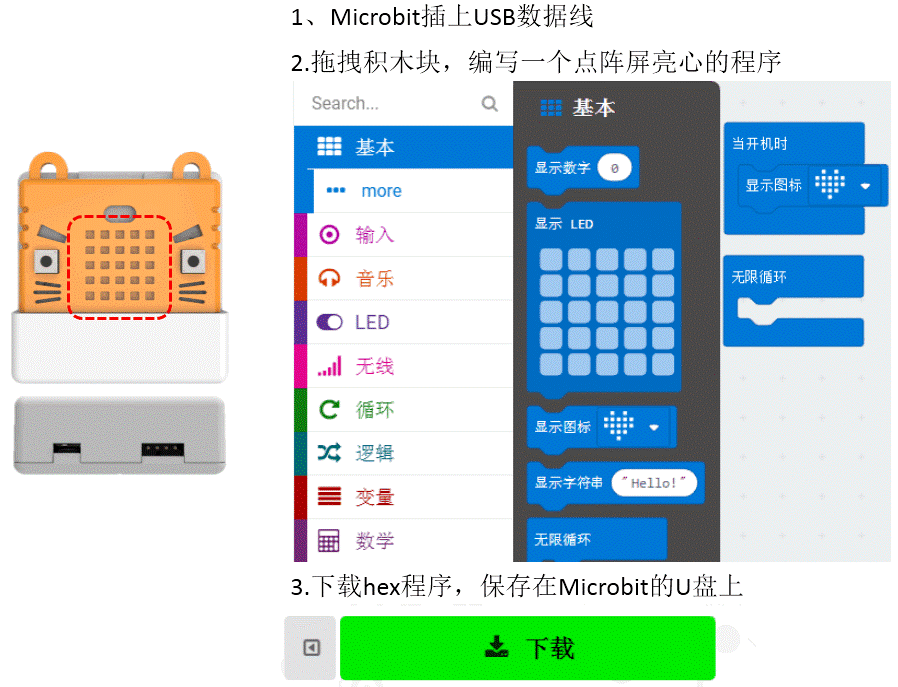 1、Microbit插上USB数据线
2.拖拽积木块，编写一个点阵屏亮心的程序
Search...
基本
more
输入
音乐
LED
无线
循环
逻辑
变量
数学
基本
显示数字 0
显示 LED
显示图标
显示字符串 "Hello!"
无限循环
当开机时
显示图标
无限循环
3.下载hex程序，保存在Microbit的U盘上
下载